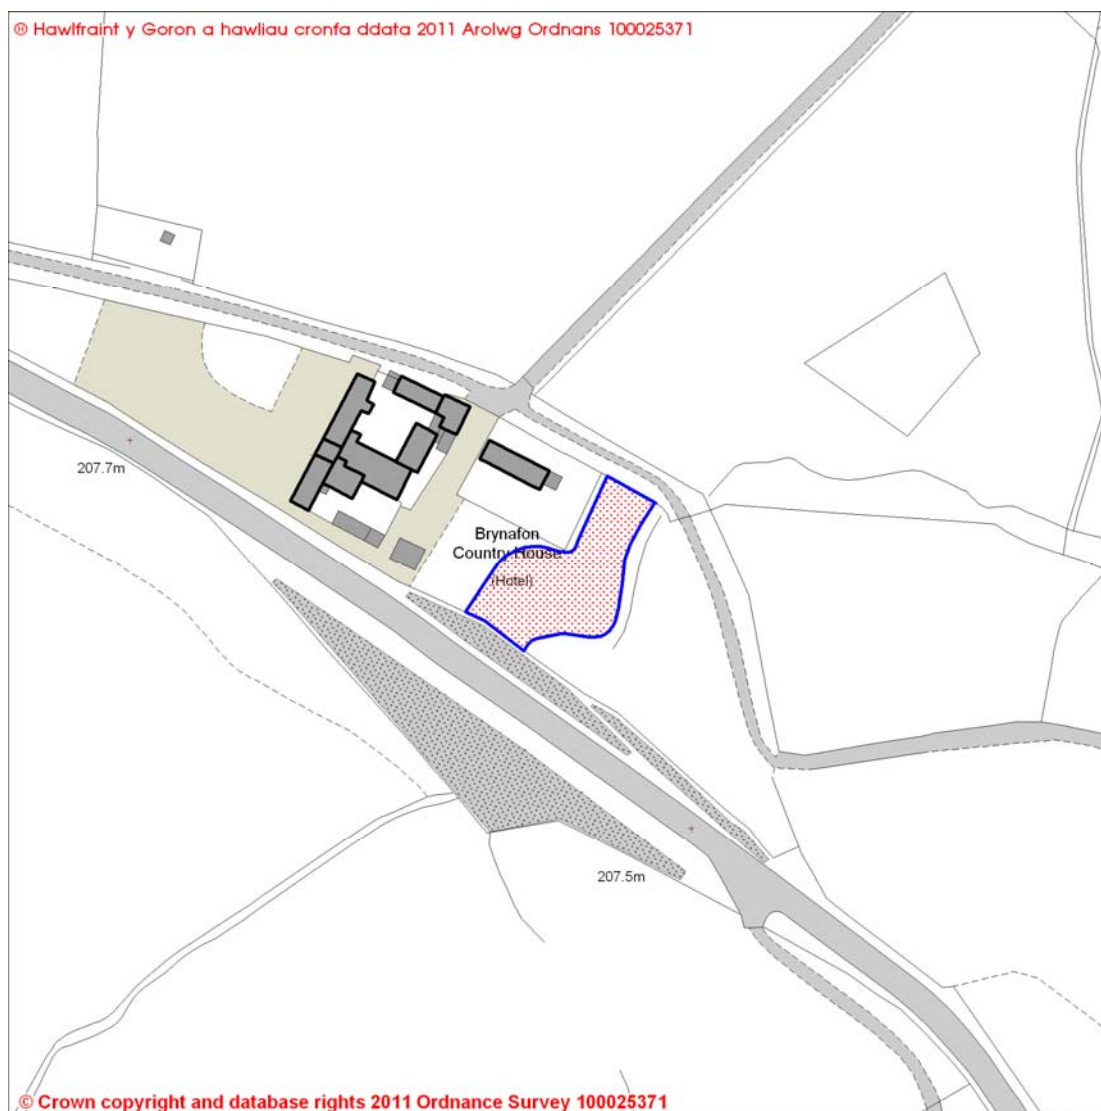 ® Hawlfraint y Goron a hawliau cronfa ddata 2011 Arolwg Ordnans 100025371
207.7m
Brynafon
Country House
(Hotel)
207.5m
© Crown copyright and database rights 2011 Ordnance Survey 100025371